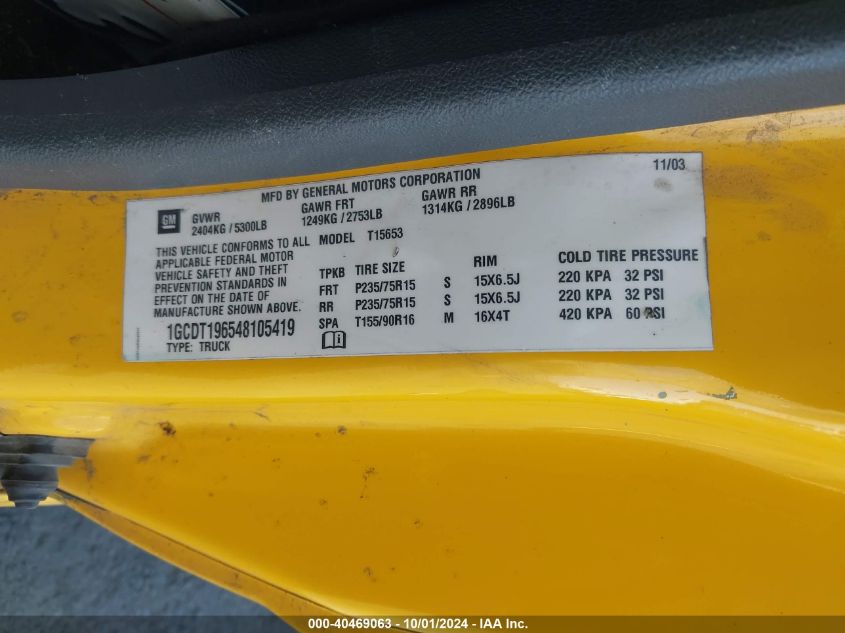 MFD BY GENERAL MOTORS CORPORATION 11/03
GM
GVWR GAWR FRT GAWR RR
2404KG / 5300LB 1249KG / 2753LB 1314KG / 2896LB
THIS VEHICLE CONFORMS TO ALL
APPLICABLE FEDERAL MOTOR
VEHICLE SAFETY AND THEFT
PREVENTION STANDARDS IN
EFFECT ON THE DATE OF
MANUFACTURE SHOWN ABOVE.
1GCDT196548105419
TYPE: TRUCK
MODEL T15653
TPKB TIRE SIZE RIM COLD TIRE PRESSURE
FRT P235/75R15 S 15X6.5J 220 KPA 32 PSI
RR P235/75R15 S 15X6.5J 220 KPA 32 PSI
SPA T155/90R16 M 16X4T 420 KPA 60 PSI
000-40469063 - 10/01/2024 - IAA Inc.